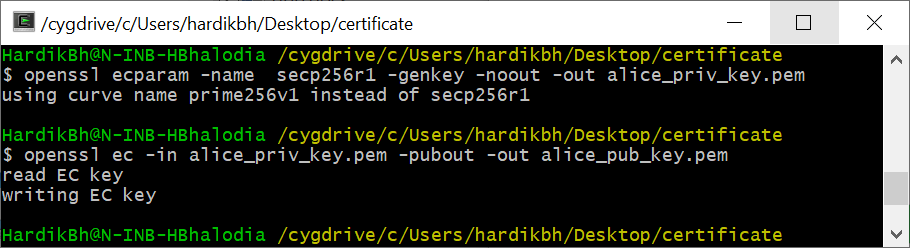 /cygdrive/c/Users/hardikbh/Desktop/certificate
HardikBh@N-INB-HBhalodia /cygdrive/c/Users/hardikbh/Desktop/certificate
$ openssl ecparam -name  secp256r1 -genkey -noout -out alice_priv_key.pem
using curve name prime256v1 instead of secp256r1
HardikBh@N-INB-HBhalodia /cygdrive/c/Users/hardikbh/Desktop/certificate
$ openssl ec -in alice_priv_key.pem -pubout -out alice_pub_key.pem
read EC key
writing EC key
HardikBh@N-INB-HBhalodia /cygdrive/c/Users/hardikbh/Desktop/certificate